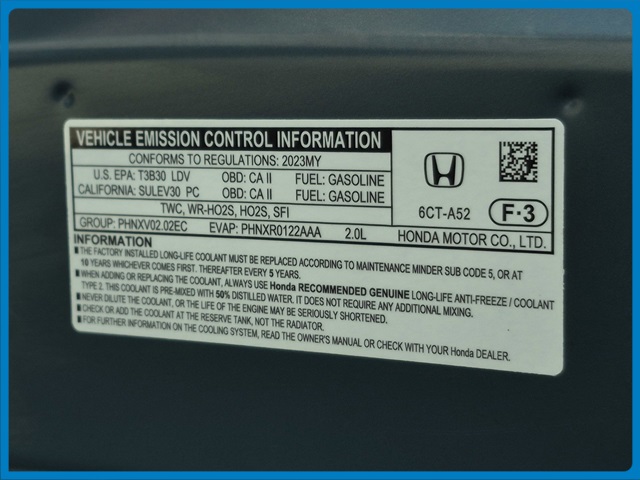 VEHICLE EMISSION CONTROL INFORMATION
CONFORMS TO REGULATIONS: 2023MY
U.S. EPA: T3B30 LDV OBD: CA II FUEL: GASOLINE
CALIFORNIA: SULEV30 PC OBD: CA II FUEL: GASOLINE
TWC, WR-HO2S, HO2S, SFI
GROUP: PHNXV02.02EC EVAP: PHNXR0122AAA 2.0L
6CT-A52 F·3
HONDA MOTOR CO., LTD.
INFORMATION
■ THE FACTORY INSTALLED LONG-LIFE COOLANT MUST BE REPLACED ACCORDING TO MAINTENANCE MINDER SUB CODE 5, OR AT
10 YEARS WHICHEVER COMES FIRST. THEREAFTER EVERY 5 YEARS.
■ WHEN ADDING OR REPLACING THE COOLANT, ALWAYS USE Honda RECOMMENDED GENUINE LONG-LIFE ANTI-FREEZE / COOLANT
TYPE 2. THIS COOLANT IS PRE-MIXED WITH 50% DISTILLED WATER. IT DOES NOT REQUIRE ANY ADDITIONAL MIXING.
■ NEVER DILUTE THE COOLANT, OR THE LIFE OF THE ENGINE MAY BE SERIOUSLY SHORTENED.
■ CHECK OR ADD THE COOLANT AT THE RESERVE TANK, NOT THE RADIATOR.
■ FOR FURTHER INFORMATION ON THE COOLING SYSTEM, READ THE OWNER'S MANUAL OR CHECK WITH YOUR Honda DEALER.